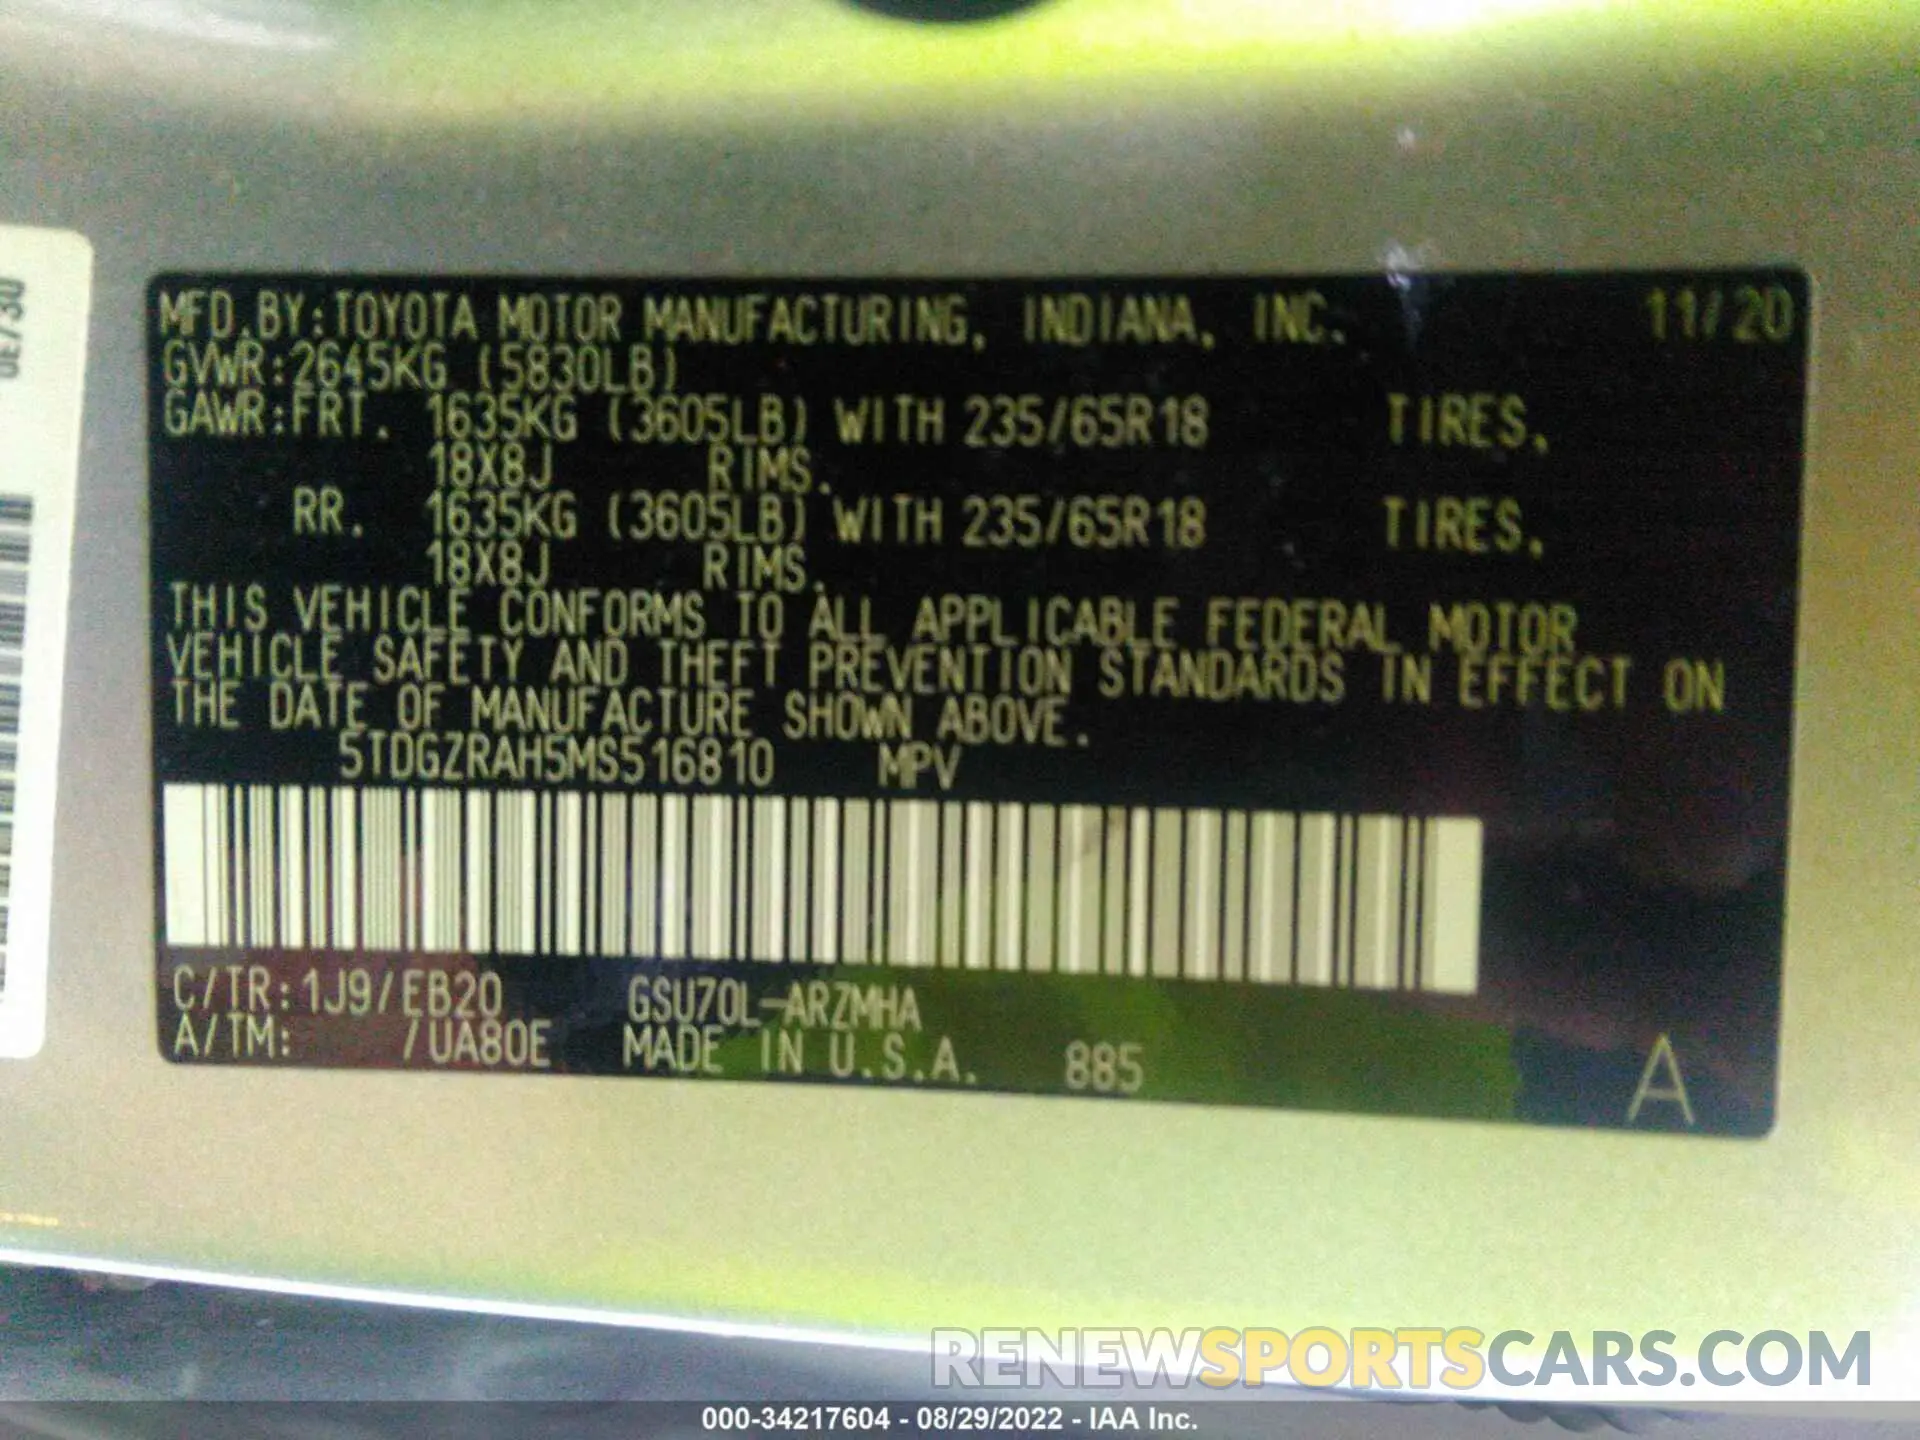 MFD.BY:TOYOTA MOTOR MANUFACTURING, INDIANA, INC. 11/20
GVWR:2645KG (5830LB)
GAWR:FRT. 1635KG (3605LB) WITH 235/65R18 TIRES,
18X8J RIMS.
RR. 1635KG (3605LB) WITH 235/65R18 TIRES,
18X8J RIMS.
THIS VEHICLE CONFORMS TO ALL APPLICABLE FEDERAL MOTOR
VEHICLE SAFETY AND THEFT PREVENTION STANDARDS IN EFFECT ON
THE DATE OF MANUFACTURE SHOWN ABOVE.
5TDGZRAH5MS516810 MPV
C/TR:1J9/EB20 GSU70L-ARZMHA
A/TM: /UA80E MADE IN U.S.A. 885
A
RENEWSPORTSCARS.COM
000-34217604 - 08/29/2022 - IAA Inc.